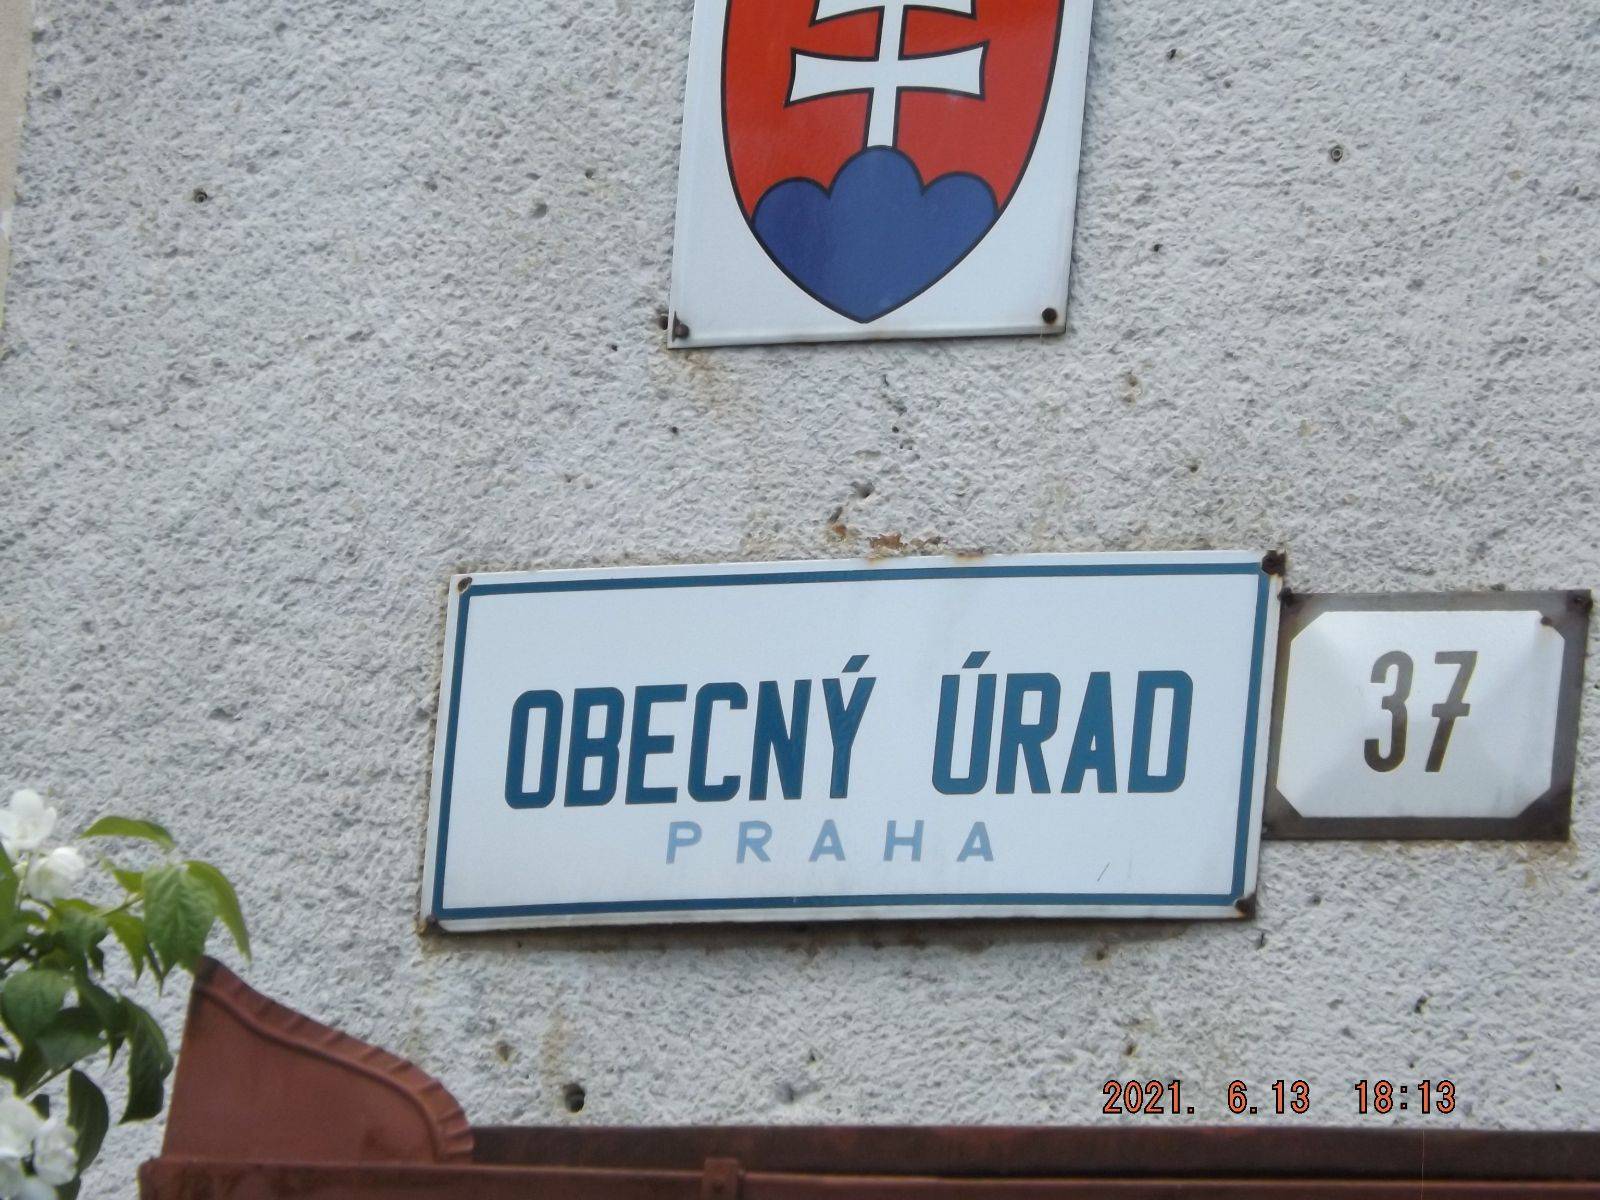 OBECNÝ ÚRAD
PRAHA
37
2021. 6.13 18:13